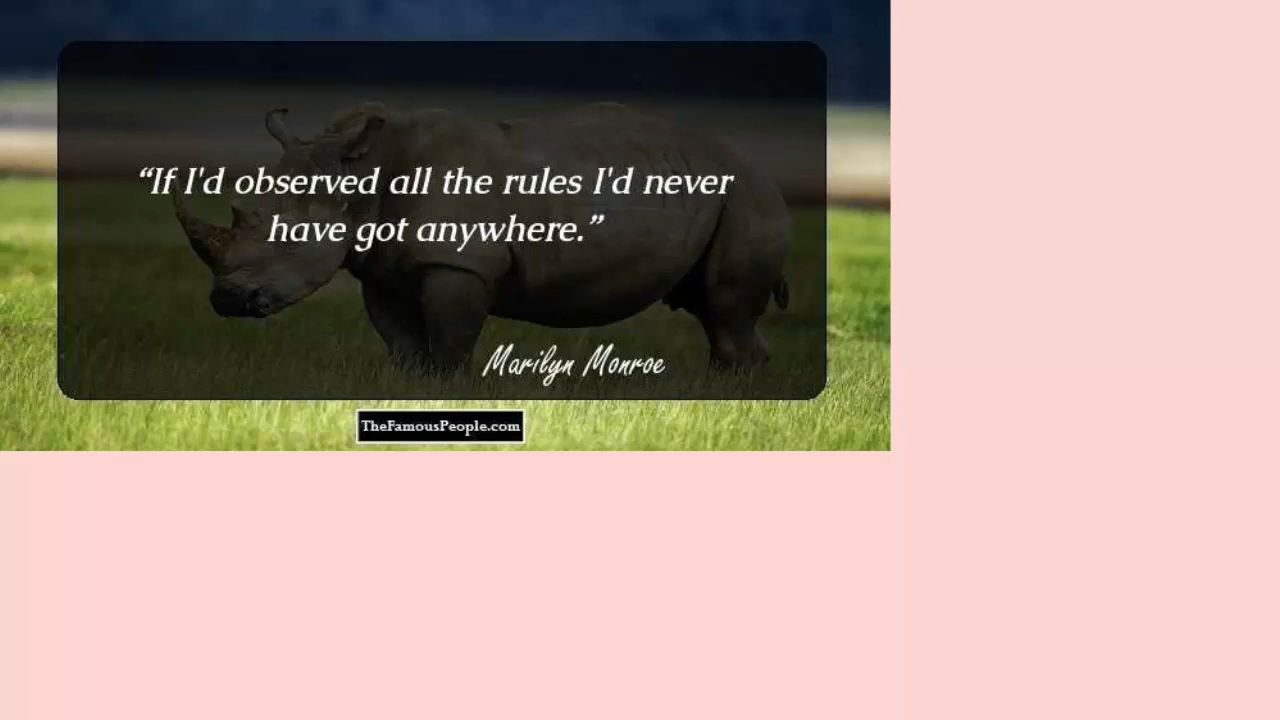 “If I'd observed all the rules I'd never
have got anywhere.”
Marilyn Monroe
TheFamousPeople.com